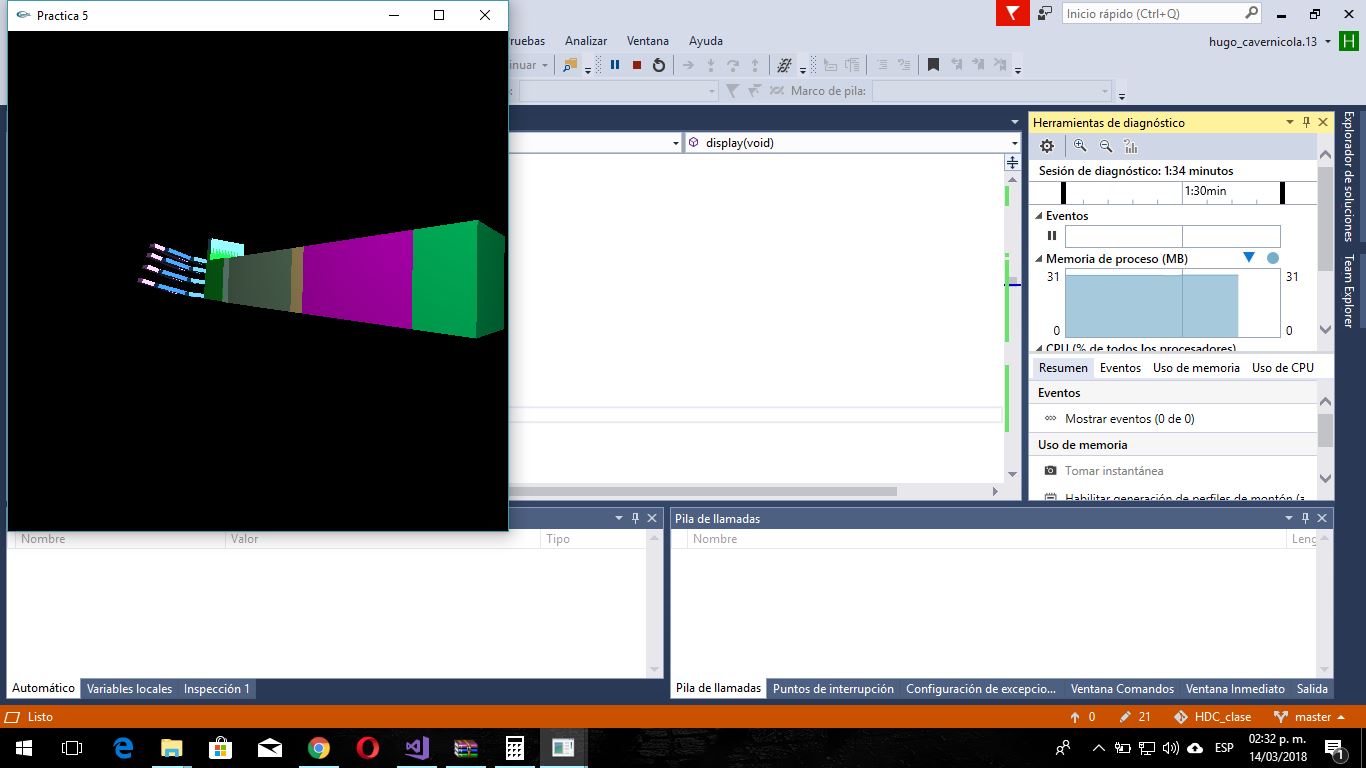 Practica 5
Inicio rápido (Ctrl+Q)
ruebas Analizar Ventana Ayuda
hugo_cavernicola.13 H
nuar
Marco de pila:
display(void)
Herramientas de diagnóstico
Sesión de diagnóstico: 1:34 minutos
1:30min
Eventos
Memoria de proceso (MB)
31 31
0 0
CPU (% de todos los procesadores)
Resumen Eventos Uso de memoria Uso de CPU
Eventos
Mostrar eventos (0 de 0)
Uso de memoria
Tomar instantánea
Habilitar generación de perfiles de montón (a
Explorador de soluciones
Team Explorer
Nombre Valor Tipo
Automático Variables locales Inspección 1
Pila de llamadas
Nombre Leng
Pila de llamadas Puntos de interrupción Configuración de excepcio... Ventana Comandos Ventana Inmediato Salida
Listo
0 21 HDC_clase master
ESP
02:32 p. m.
14/03/2018
1